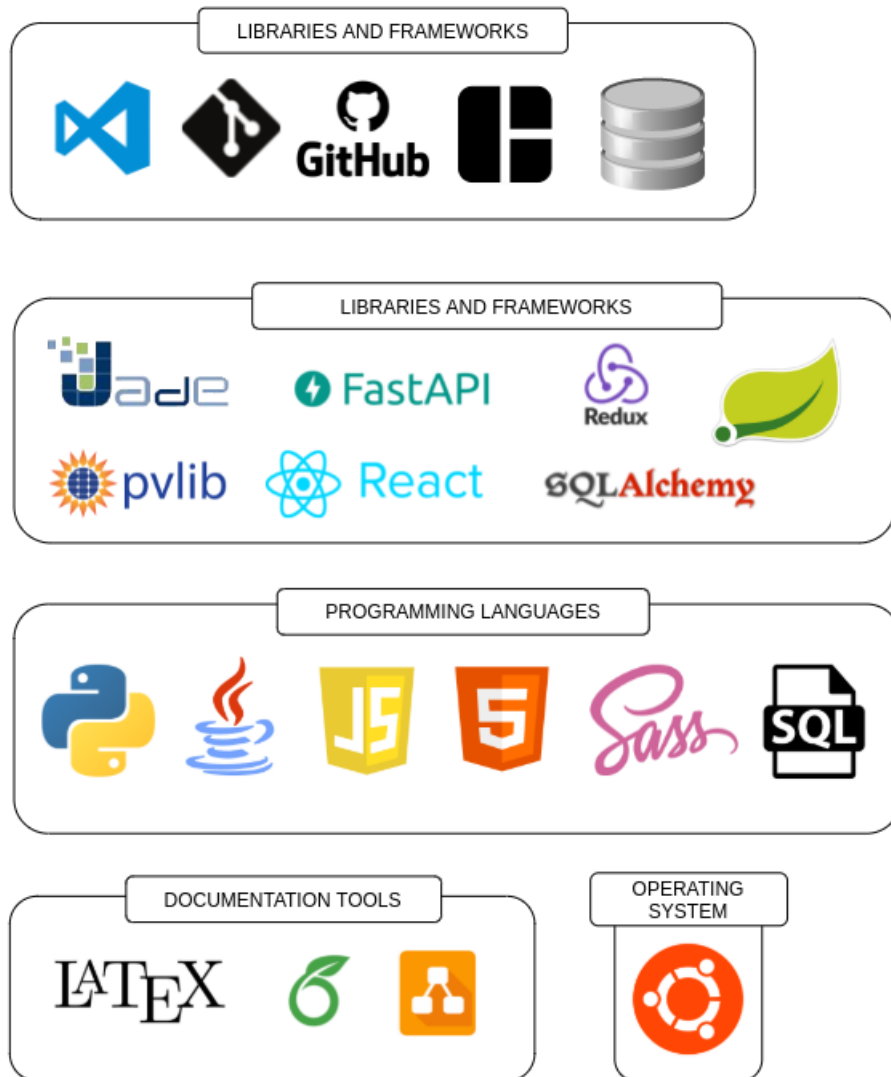 LIBRARIES AND FRAMEWORKS
GitHub
LIBRARIES AND FRAMEWORKS
Jade
FastAPI
Redux
pvlib
React
SQLAlchemy
PROGRAMMING LANGUAGES
JS
5
Sass
SQL
DOCUMENTATION TOOLS
LATEX
OPERATING
SYSTEM